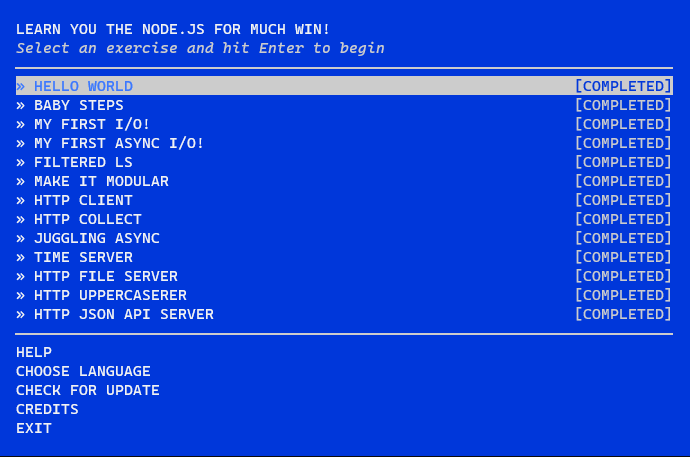 LEARN YOU THE NODE.JS FOR MUCH WIN!
Select an exercise and hit Enter to begin
» HELLO WORLD [COMPLETED]
» BABY STEPS [COMPLETED]
» MY FIRST I/O! [COMPLETED]
» MY FIRST ASYNC I/O! [COMPLETED]
» FILTERED LS [COMPLETED]
» MAKE IT MODULAR [COMPLETED]
» HTTP CLIENT [COMPLETED]
» HTTP COLLECT [COMPLETED]
» JUGGLING ASYNC [COMPLETED]
» TIME SERVER [COMPLETED]
» HTTP FILE SERVER [COMPLETED]
» HTTP UPPERCASERER [COMPLETED]
» HTTP JSON API SERVER [COMPLETED]
HELP
CHOOSE LANGUAGE
CHECK FOR UPDATE
CREDITS
EXIT